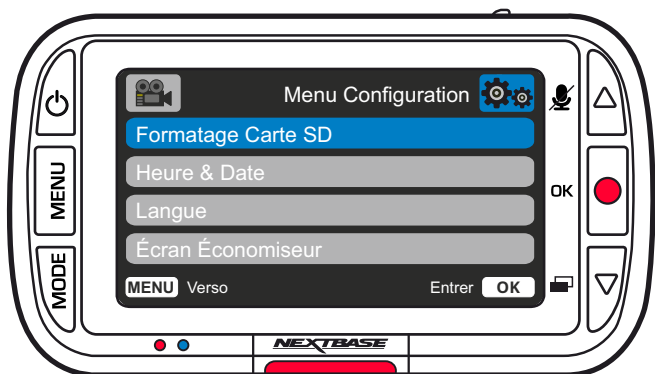 Menu Configuration
Formatage Carte SD
Heure & Date
Langue
Écran Économiseur
MENU Verso Entrer OK
MENU
MODE
OK
NEXTBASE